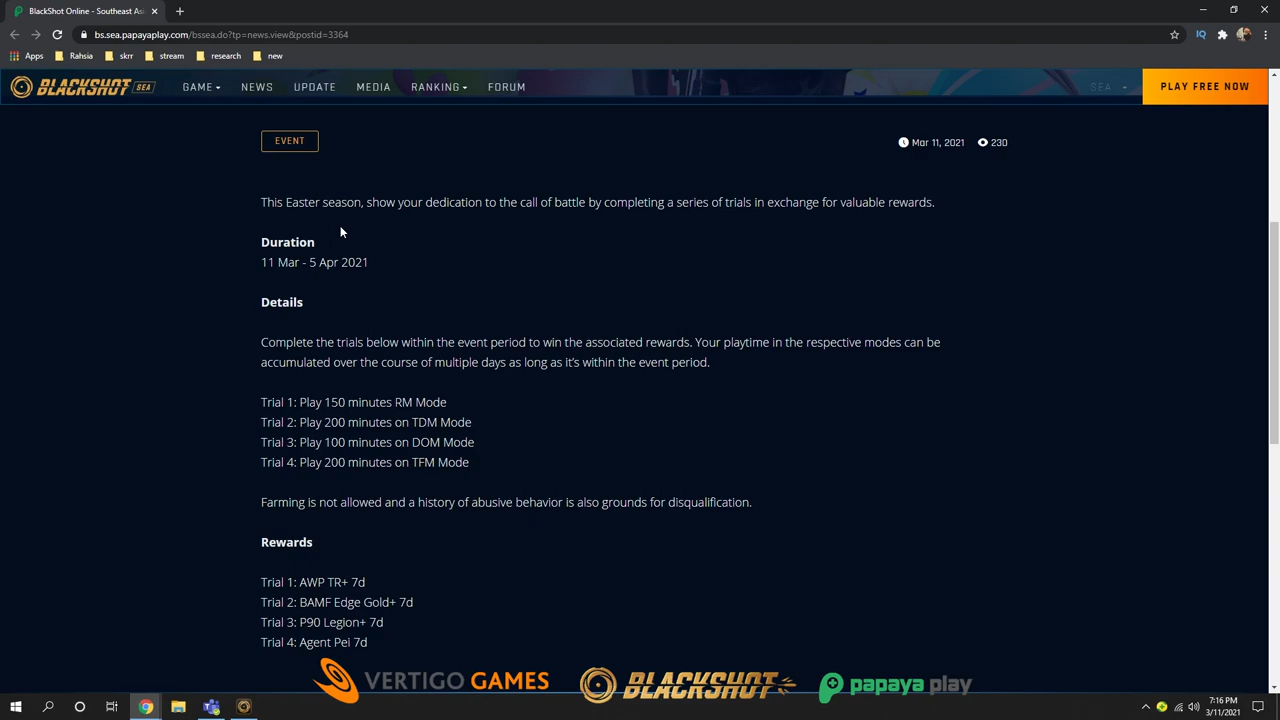 BlackShot Online - Southeast Asi
bs.sea.papayaplay.com/bssea.do?tp=news.view&postid=3364
Apps Rahsia skrr stream research new
BLACKSHOT SEA GAME NEWS UPDATE MEDIA RANKING FORUM SEA PLAY FREE NOW
EVENT Mar 11, 2021 230
This Easter season, show your dedication to the call of battle by completing a series of trials in exchange for valuable rewards.
Duration
11 Mar - 5 Apr 2021
Details
Complete the trials below within the event period to win the associated rewards. Your playtime in the respective modes can be
accumulated over the course of multiple days as long as it's within the event period.
Trial 1: Play 150 minutes RM Mode
Trial 2: Play 200 minutes on TDM Mode
Trial 3: Play 100 minutes on DOM Mode
Trial 4: Play 200 minutes on TFM Mode
Farming is not allowed and a history of abusive behavior is also grounds for disqualification.
Rewards
Trial 1: AWP TR+ 7d
Trial 2: BAMF Edge Gold+ 7d
Trial 3: P90 Legion+ 7d
Trial 4: Agent Pei 7d
VERTIGO GAMES BLACKSHOT papaya play
7:16 PM
3/11/2021